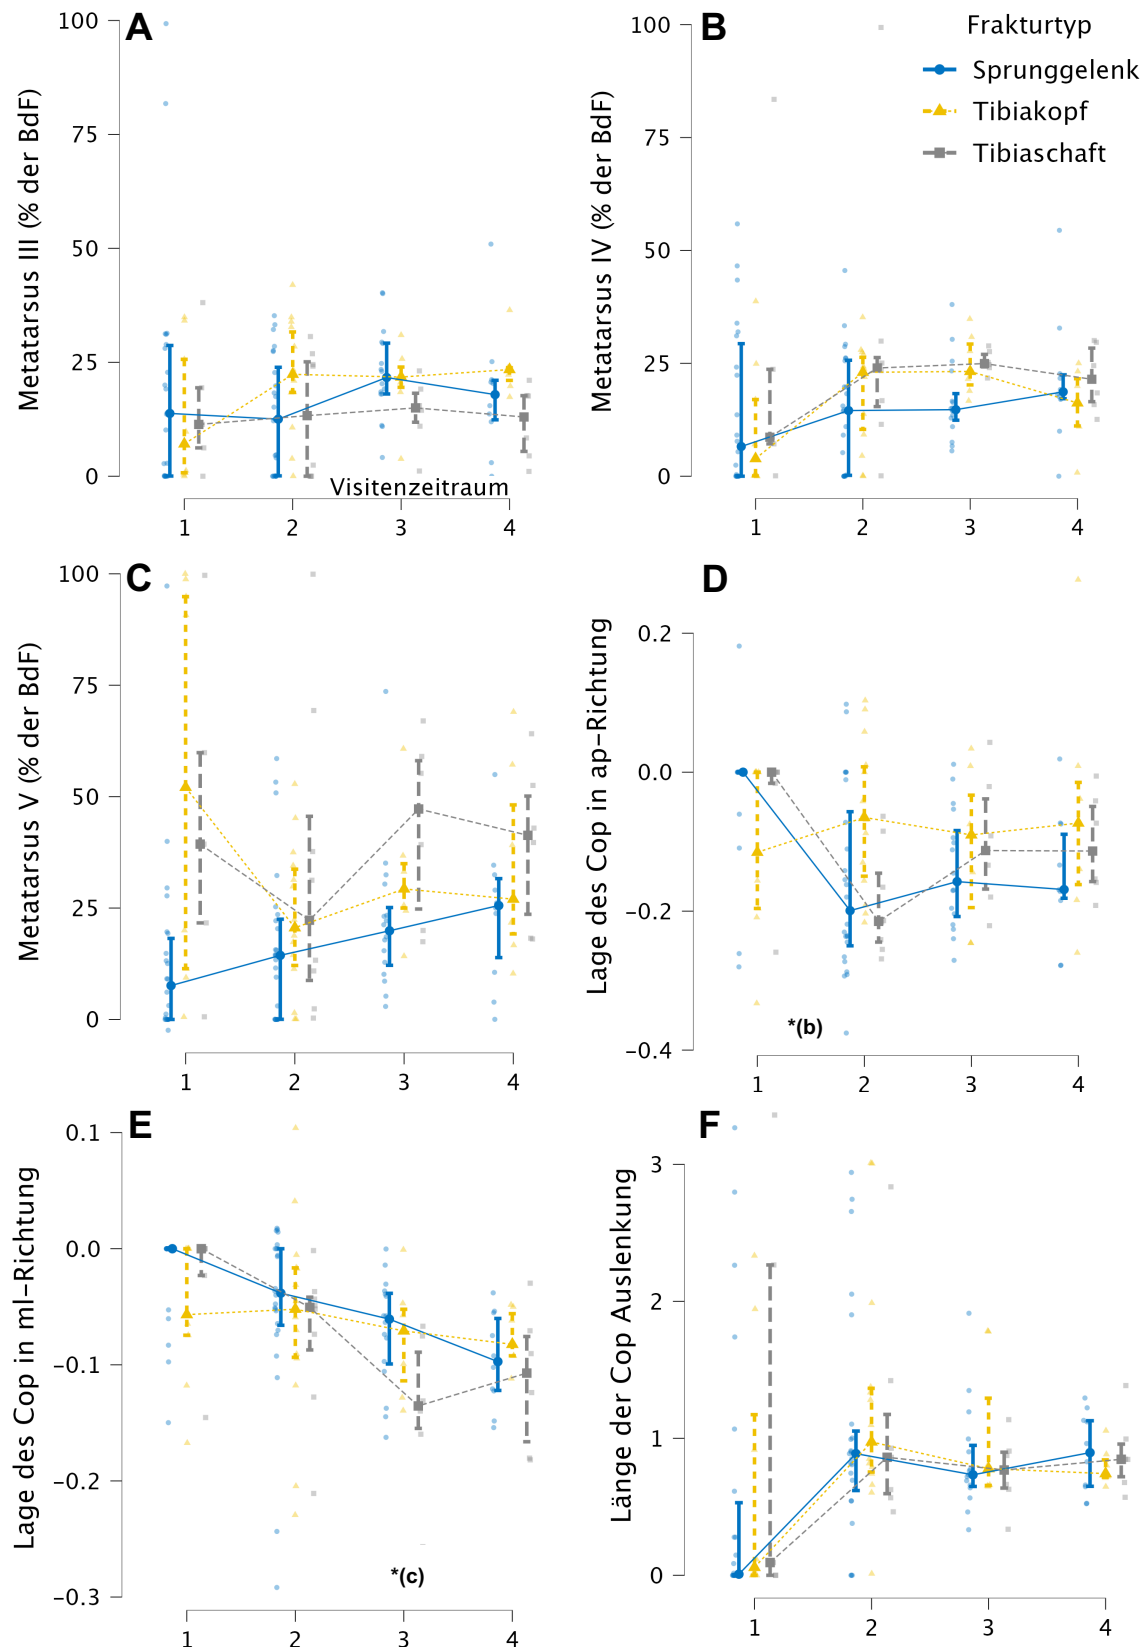 A
Metatarsus III (% der BdF)
100
75
50
25
0
Visitenzeitraum
1 2 3 4
B
Metatarsus IV (% der BdF)
100
75
50
25
0
1 2 3 4
Frakturtyp
Sprunggelenk
Tibiakopf
Tibiaschaft
C
Metatarsus V (% der BdF)
100
75
50
25
0
1 2 3 4
D
Lage des Cop in ap-Richtung
0.2
0.0
-0.2
-0.4
*(b)
1 2 3 4
E
Lage des Cop in ml-Richtung
0.1
0.0
-0.1
-0.2
-0.3
*(c)
1 2 3 4
F
Länge der Cop Auslenkung
3
2
1
0
1 2 3 4